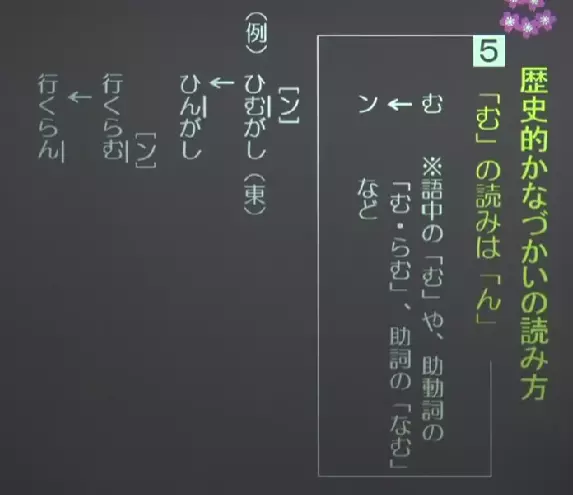 歴史的かなづかいの読み方
5 「む」の読みは「ん」
む ※語中の「む」や、助動詞の
← 「む・らむ」、助詞の「なむ」
ン など
(例)
[ン]
ひむがし(東)
←
ひんがし
[ン]
行くらむ
←
行くらん